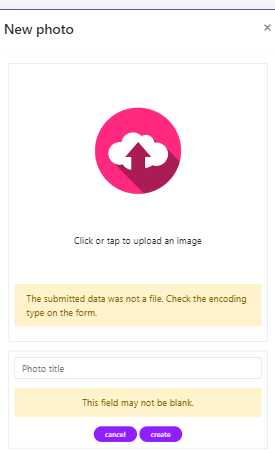 New photo ×
Click or tap to upload an image
The submitted data was not a file. Check the encoding
type on the form.
Photo title
This field may not be blank.
cancel create